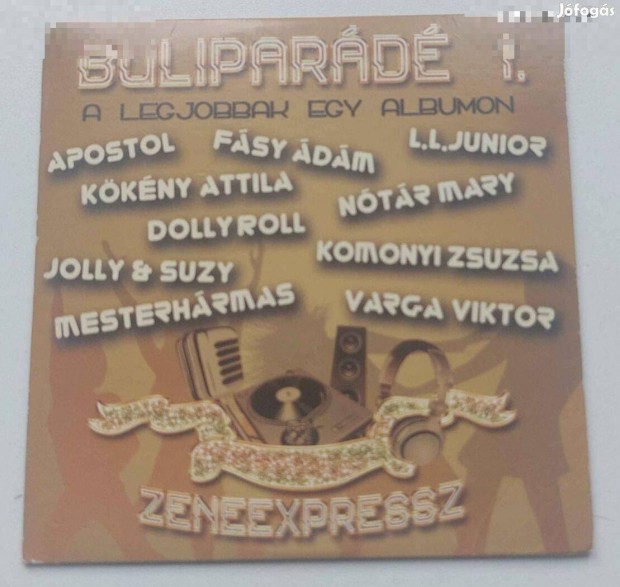 Jófogás
BULIPARÁDÉ 1.
A LEGJOBBAK EGY ALBUMON
APOSTOL
FÁSY ÁDÁM
L.L.JUNIOR
KÖKÉNY ATTILA
NÓTÁR MARY
DOLLY ROLL
KOMONYI ZSUZSA
JOLLY & SUZY
MESTERHÁRMAS
VARGA VIKTOR
ZENEEXPRESSZ